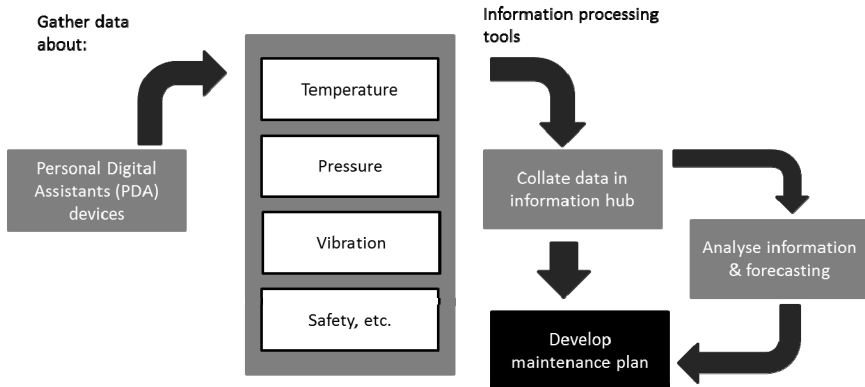 Gather data
about:
Information processing
tools
Personal Digital
Assistants (PDA)
devices
Temperature
Pressure
Vibration
Safety, etc.
Collate data in
information hub
Analyse information
& forecasting
Develop
maintenance plan